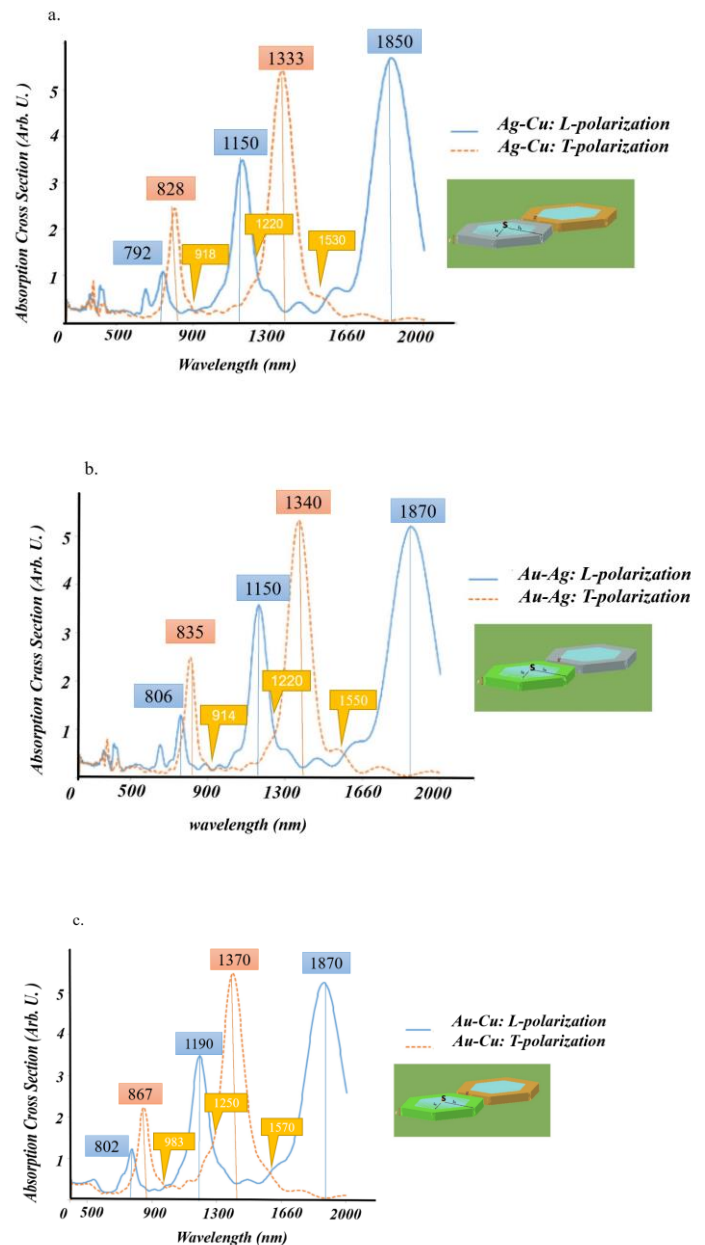 a.
1850
1333
1150
828
792
918
1220
1530
Absorption Cross Section (Arb. U. )
5
4
3
2
1
0 500 900 1300 1660 2000
Wavelength (nm)
Ag-Cu: L-polarization
Ag-Cu: T-polarization
S
b.
1340
1870
1150
835
806
914
1220
1550
Absorption Crass Section (Arb. U. )
5
4
3
2
1
0 500 900 1300 1660 2000
wavelength (nm)
Au-Ag: L-polarization
Au-Ag: T-polarization
S
c.
1370
1870
1190
867
802
983
1250
1570
Absorption Cross Section (Arb. U. )
5
4
3
2
1
0 500 900 1300 1660 2000
Wavelength (nm)
Au-Cu: L-polarization
Au-Cu: T-polarization
S